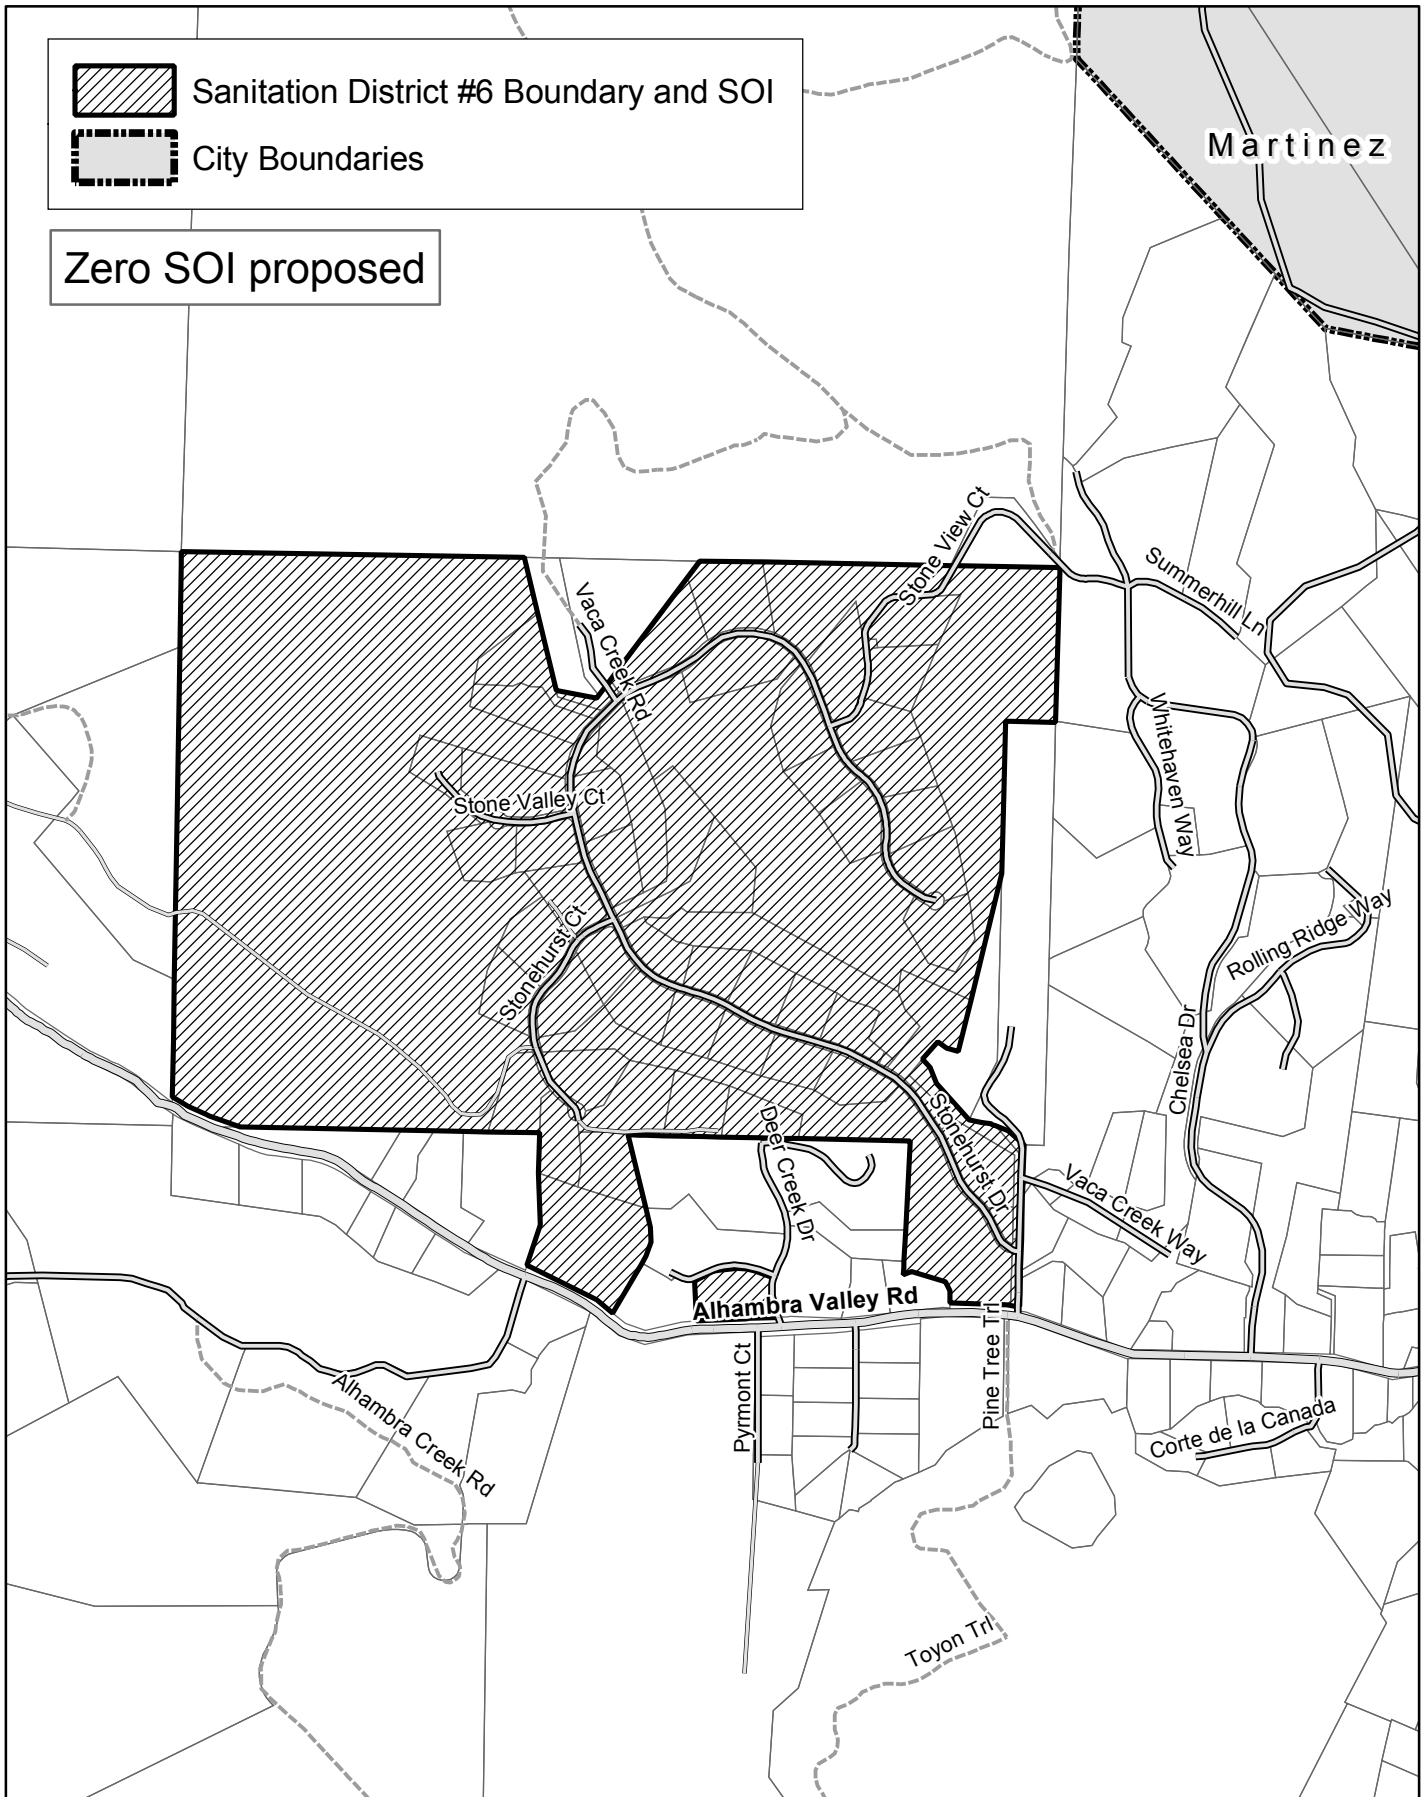 Sanitation District #6 Boundary and SOI
City Boundaries
Martinez
Zero SOI proposed
Stone View Ct
Summerhill Ln
Vaca Creek Rd
Whitehaven Way
Stone Valley Ct
Rolling Ridge Way
Stonehurst Ct
Chelsea Dr
Deer Creek Dr
Stonehurst Dr
Vaca Creek Way
Alhambra Valley Rd
Pyrmont Ct
Pine Tree Trl
Alhambra Creek Rd
Corte de la Canada
Toyon Trl